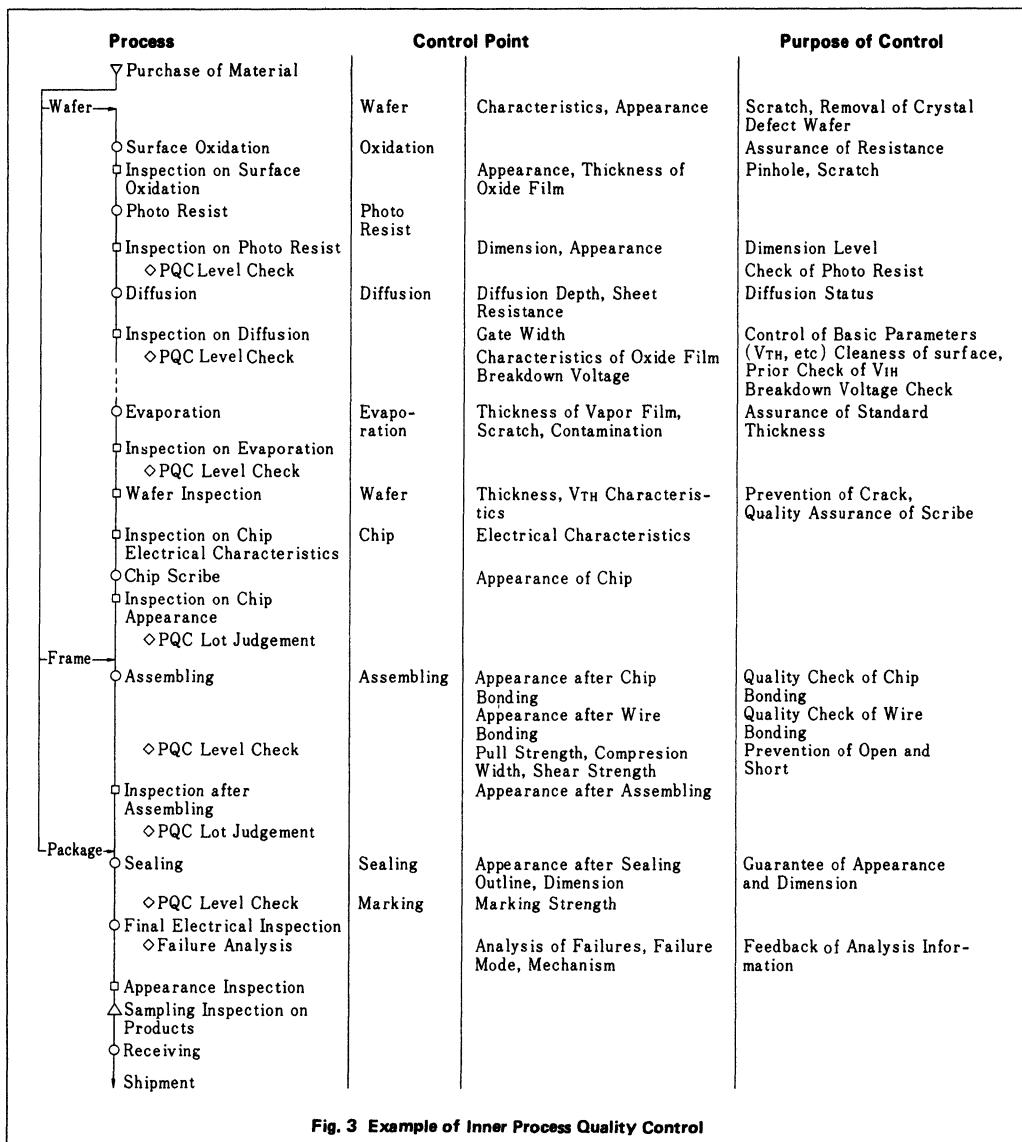 Process Control Point Purpose of Control
Purchase of Material
Wafer Wafer Characteristics, Appearance Scratch, Removal of Crystal
Defect Wafer
Surface Oxidation Oxidation Assurance of Resistance
Inspection on Surface Appearance, Thickness of Pinhole, Scratch
Oxidation Oxide Film
Photo Resist Photo
Resist
Inspection on Photo Resist Dimension, Appearance Dimension Level
◇PQC Level Check Check of Photo Resist
Diffusion Diffusion Diffusion Depth, Sheet Diffusion Status
Resistance
Inspection on Diffusion Gate Width Control of Basic Parameters
◇PQC Level Check Characteristics of Oxide Film (VTH, etc) Cleaness of surface,
Breakdown Voltage Prior Check of VIH
Breakdown Voltage Check
Evaporation Evapo- Thickness of Vapor Film, Assurance of Standard
ration Scratch, Contamination Thickness
Inspection on Evaporation
◇PQC Level Check
Wafer Inspection Wafer Thickness, VTH Characteris- Prevention of Crack,
tics Quality Assurance of Scribe
Inspection on Chip Chip Electrical Characteristics
Electrical Characteristics
Chip Scribe Appearance of Chip
Inspection on Chip
Appearance
◇PQC Lot Judgement
Frame
Assembling Assembling Appearance after Chip Quality Check of Chip
Bonding Bonding
Appearance after Wire Quality Check of Wire
Bonding Bonding
◇PQC Level Check Pull Strength, Compresion Prevention of Open and
Width, Shear Strength Short
Inspection after Appearance after Assembling
Assembling
◇PQC Lot Judgement
Package
Sealing Sealing Appearance after Sealing Guarantee of Appearance
Outline, Dimension and Dimension
◇PQC Level Check Marking Marking Strength
Final Electrical Inspection
◇Failure Analysis Analysis of Failures, Failure Feedback of Analysis Infor-
Mode, Mechanism mation
Appearance Inspection
Sampling Inspection on
Products
Receiving
Shipment
Fig. 3 Example of Inner Process Quality Control